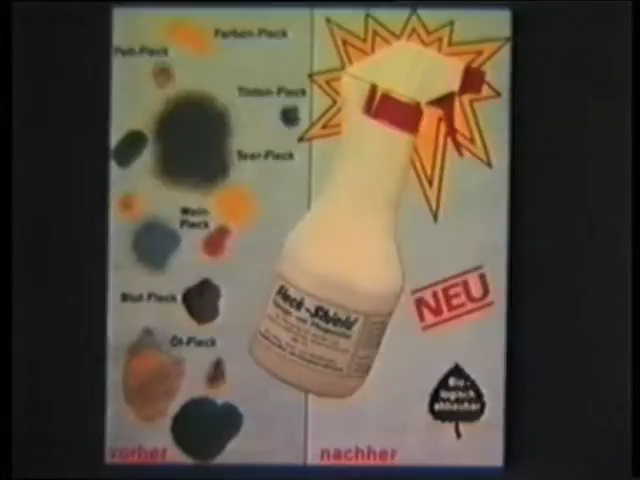 Farben-Fleck
Fett-Fleck
Tinten-Fleck
Teer-Fleck
Wein-
Fleck
Blut-Fleck
Öl-Fleck
Fleck-Shield
NEU
Bio-
logisch
abbaubar
vorher
nachher